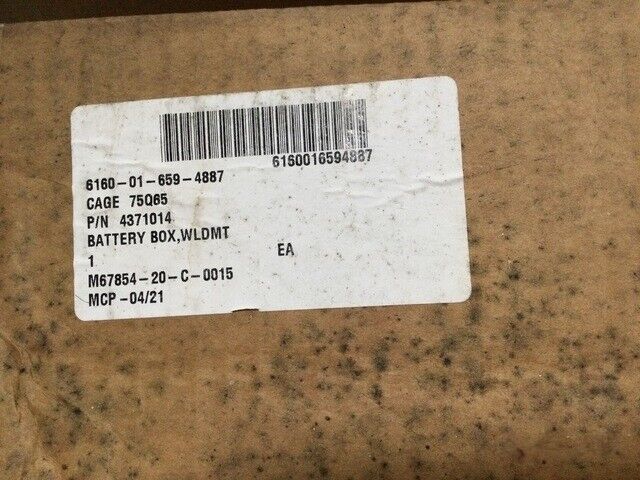 6160016594887
6160-01-659-4887
CAGE 75Q65
P/N 4371014
BATTERY BOX,WLDMT
1 EA
M67854-20-C-0015
MCP-04/21